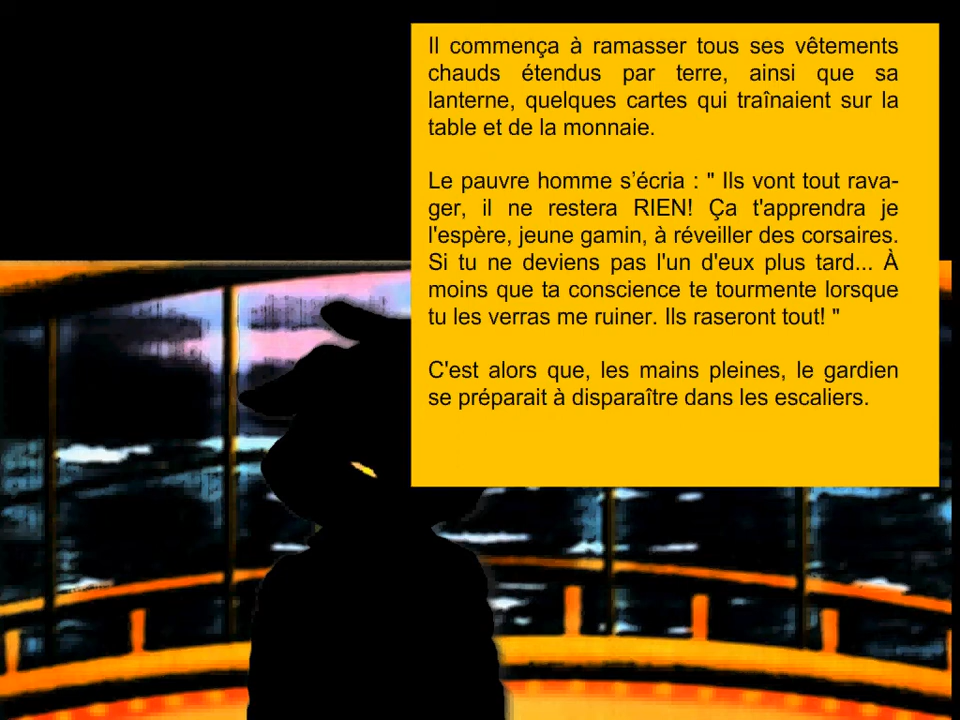 Il commença à ramasser tous ses vêtements
chauds étendus par terre, ainsi que sa
lanterne, quelques cartes qui traînaient sur la
table et de la monnaie.
Le pauvre homme s’écria : " Ils vont tout rava-
ger, il ne restera RIEN! Ça t'apprendra je
l'espère, jeune gamin, à réveiller des corsaires.
Si tu ne deviens pas l'un d'eux plus tard... À
moins que ta conscience te tourmente lorsque
tu les verras me ruiner. Ils raseront tout! "
C'est alors que, les mains pleines, le gardien
se préparait à disparaître dans les escaliers.